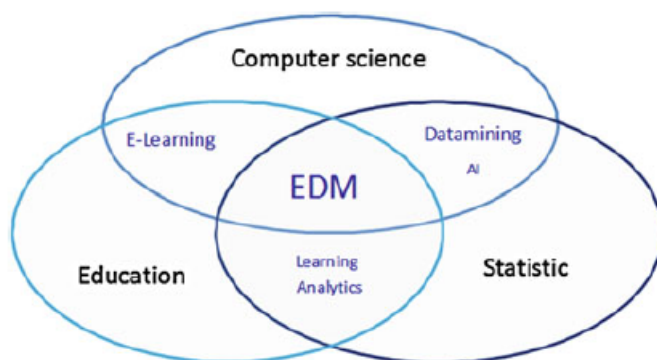 Computer science
E-Learning
Datamining
AI
EDM
Learning
Analytics
Education
Statistic